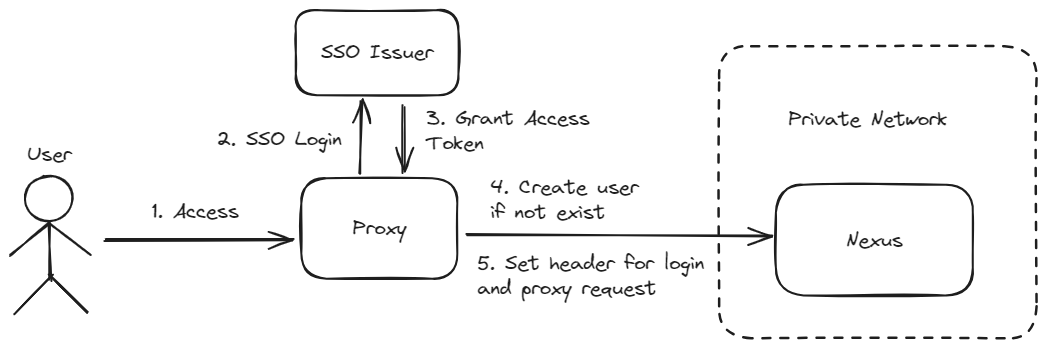 SSO Issuer
Private Network
2. SSO Login
3. Grant Access
Token
User
1. Access
Proxy
4. Create user
if not exist
Nexus
5. Set header for login
and proxy request